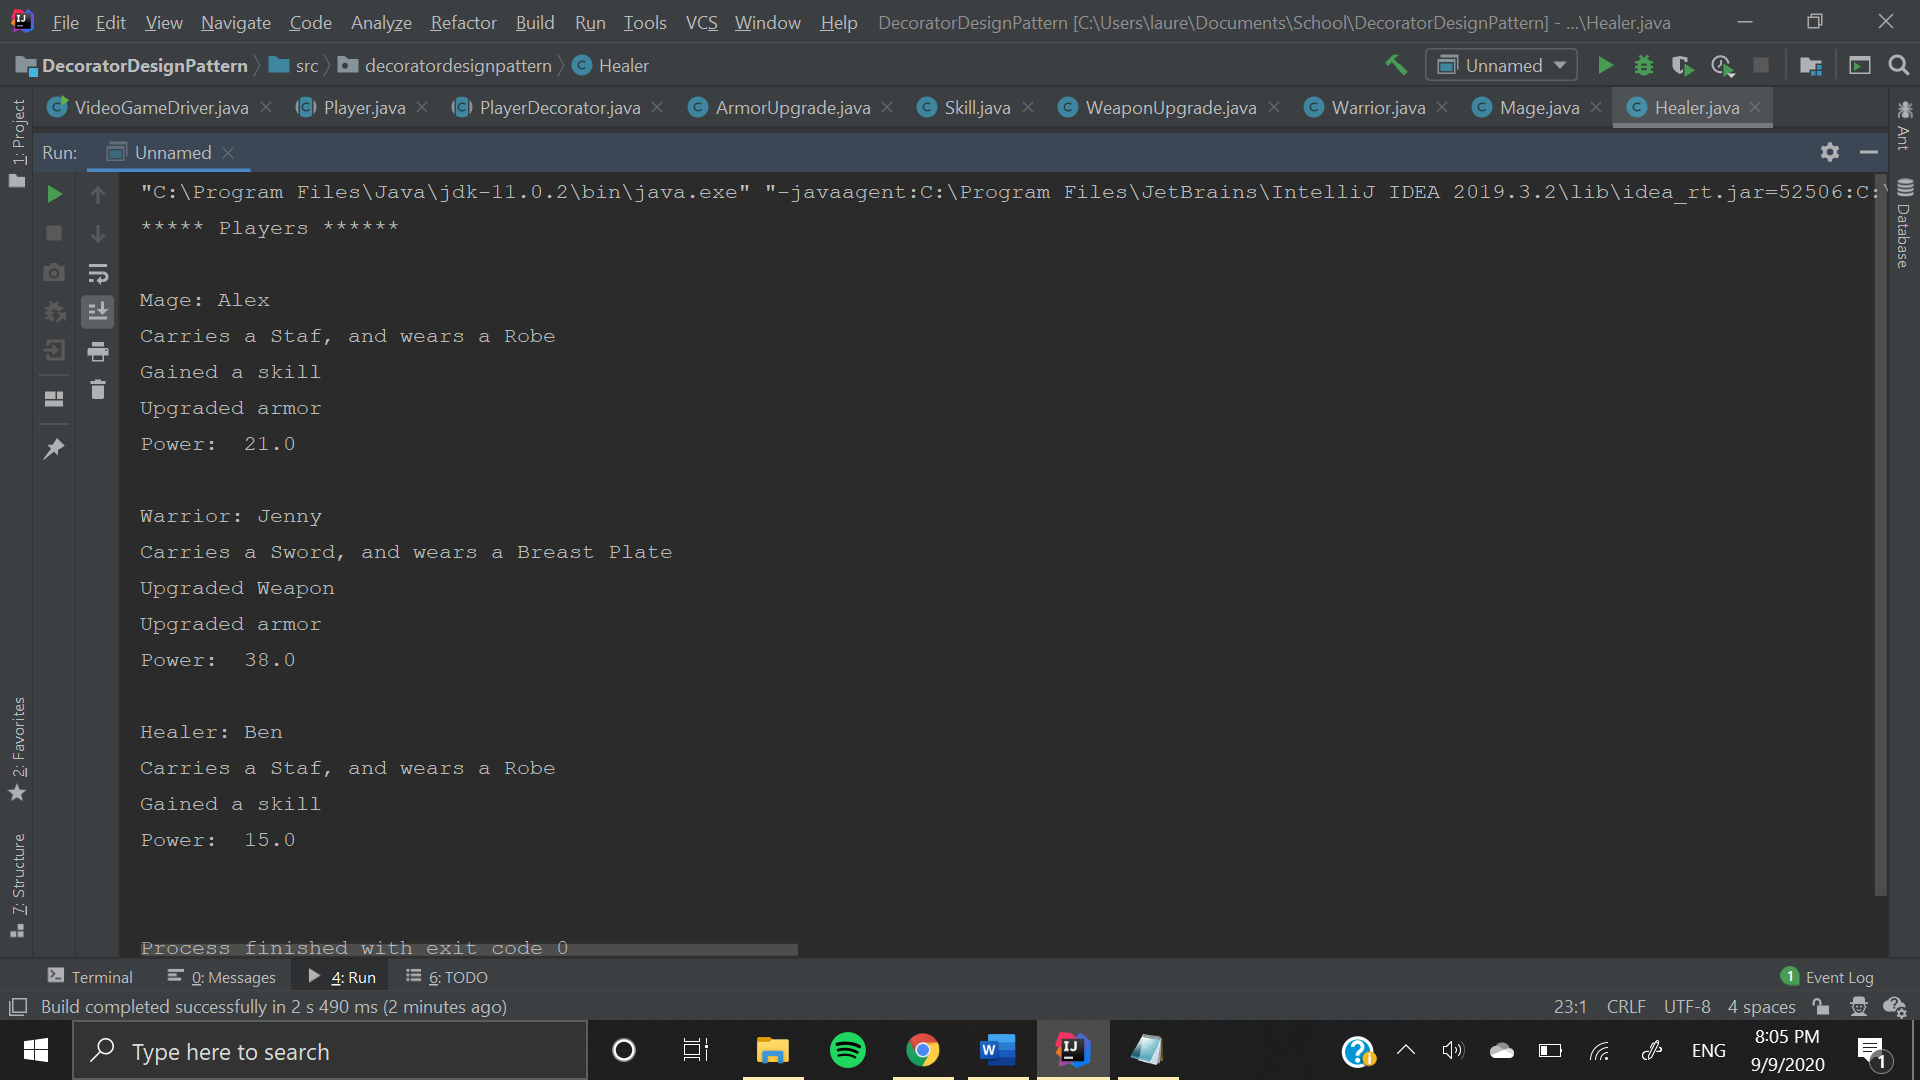 File Edit View Navigate Code Analyze Refactor Build Run Tools VCS Window Help DecoratorDesignPattern [C:\Users\laure\Documents\School\DecoratorDesignPattern] - ...\Healer.java
DecoratorDesignPattern src decoratordesignpattern Healer Unnamed
VideoGameDriver.java Player.java PlayerDecorator.java ArmorUpgrade.java Skill.java WeaponUpgrade.java Warrior.java Mage.java Healer.java
1: Project
Ant
Database
Run: Unnamed
"C:\Program Files\Java\jdk-11.0.2\bin\java.exe" "-javaagent:C:\Program Files\JetBrains\IntelliJ IDEA 2019.3.2\lib\idea_rt.jar=52506:C:\
***** Players ******
Mage: Alex
Carries a Staf, and wears a Robe
Gained a skill
Upgraded armor
Power:  21.0
Warrior: Jenny
Carries a Sword, and wears a Breast Plate
Upgraded Weapon
Upgraded armor
Power:  38.0
Healer: Ben
Carries a Staf, and wears a Robe
Gained a skill
Power:  15.0
Process finished with exit code 0
2: Favorites
7: Structure
Terminal 0: Messages 4: Run 6: TODO 1 Event Log
Build completed successfully in 2 s 490 ms (2 minutes ago) 23:1 CRLF UTF-8 4 spaces
Type here to search ENG 8:05 PM
9/9/2020 1